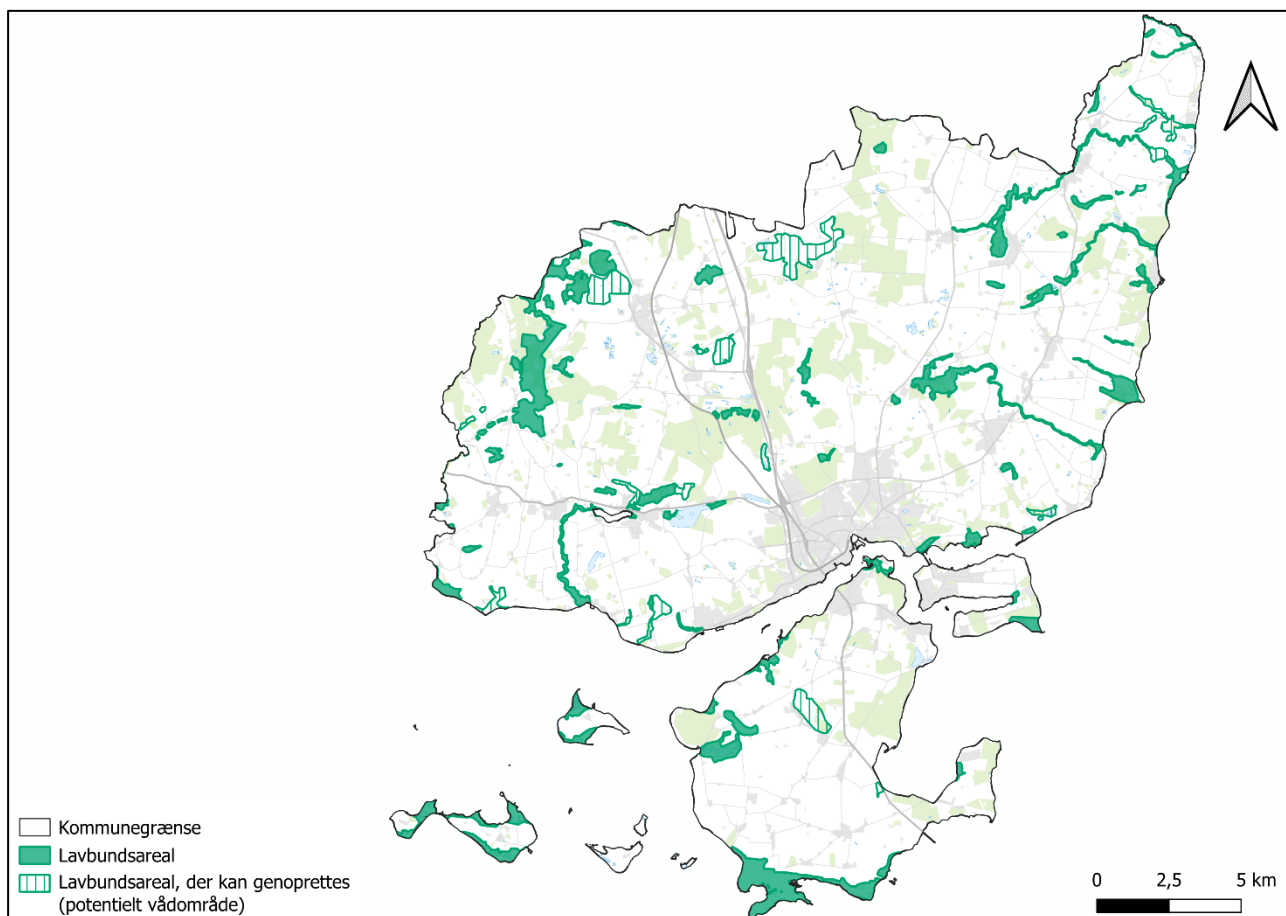 Kommunegrænse
Lavbundsareal
Lavbundsareal, der kan genoprettes
(potentielt vådområde)
0 2,5 5 km